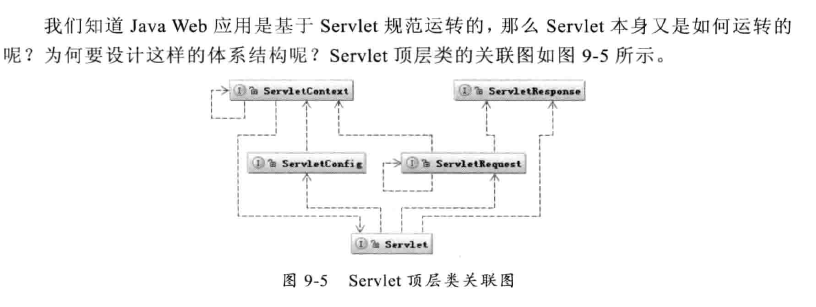 我们知道 Java Web 应用是基于 Servlet 规范运转的，那么 Servlet 本身又是如何运转的
呢？为何要设计这样的体系结构呢？Servlet 顶层类的关联图如图 9-5 所示。
ServletContext
ServletResponse
ServletConfig
ServletRequest
Servlet
图 9-5 Servlet 顶层类关联图